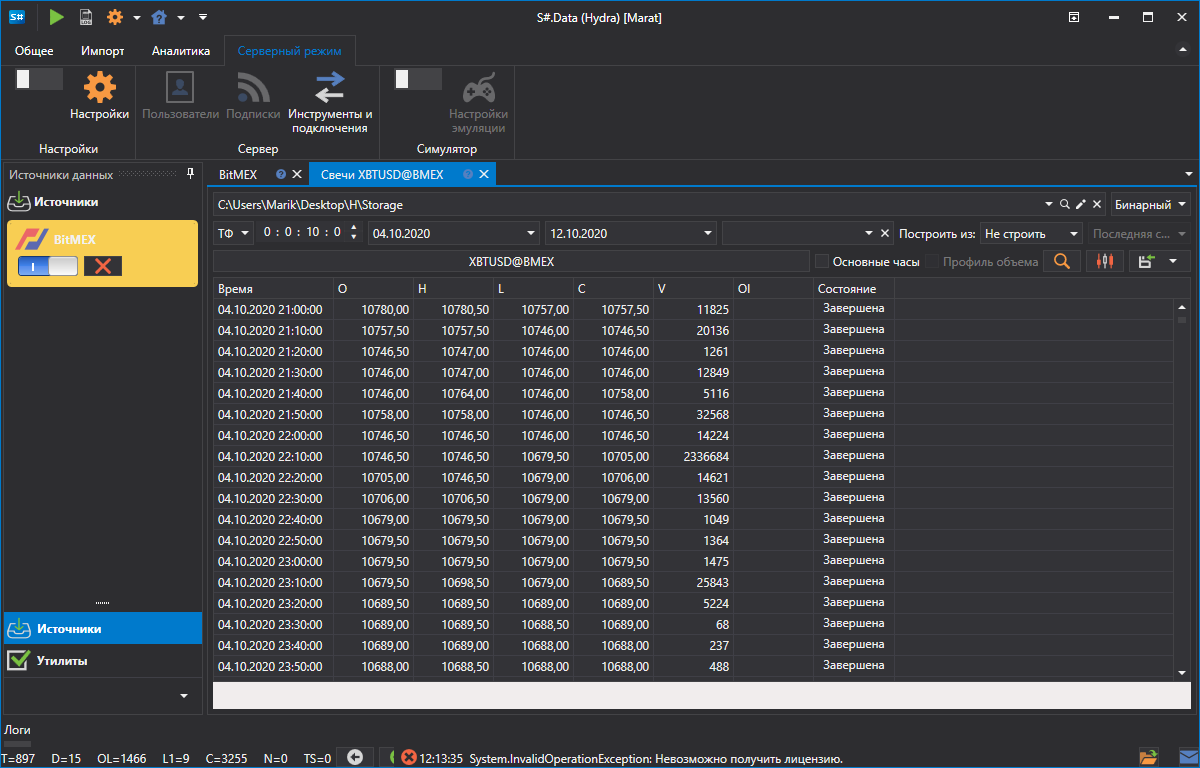 S# LOG S#.Data (Hydra) [Marat]
Общее Импорт Аналитика Серверный режим
Настройки Пользователи Подписки Инструменты и подключения Настройки эмуляции
Настройки Сервер Симулятор
Источники данных
Источники
BitMEX
I
Источники
Утилиты
BitMEX ? Свечи XBTUSD@BMEX ?
C:\Users\Marik\Desktop\H\Storage Бинарный
ТФ 0 : 0 : 10 : 0 04.10.2020 12.10.2020 Построить из: Не строить Последняя с...
XBTUSD@BMEX Основные часы Профиль объема
Время O H L C V OI Состояние
04.10.2020 21:00:00 10780,00 10780,50 10757,00 10757,50 11825 Завершена
04.10.2020 21:10:00 10757,50 10757,50 10746,00 10746,50 20136 Завершена
04.10.2020 21:20:00 10746,50 10747,00 10746,00 10746,00 1261 Завершена
04.10.2020 21:30:00 10746,00 10747,00 10746,00 10746,00 12849 Завершена
04.10.2020 21:40:00 10746,00 10764,00 10746,00 10758,00 5116 Завершена
04.10.2020 21:50:00 10758,00 10758,00 10746,00 10746,50 32568 Завершена
04.10.2020 22:00:00 10746,50 10746,50 10746,00 10746,50 14224 Завершена
04.10.2020 22:10:00 10746,50 10746,50 10679,50 10705,00 2336684 Завершена
04.10.2020 22:20:00 10705,00 10746,50 10679,00 10706,00 14621 Завершена
04.10.2020 22:30:00 10706,00 10706,50 10679,00 10679,00 13560 Завершена
04.10.2020 22:40:00 10679,00 10679,50 10679,00 10679,50 1049 Завершена
04.10.2020 22:50:00 10679,50 10679,50 10679,00 10679,50 1364 Завершена
04.10.2020 23:00:00 10679,50 10679,50 10679,00 10679,50 1475 Завершена
04.10.2020 23:10:00 10679,50 10698,50 10679,00 10689,50 25843 Завершена
04.10.2020 23:20:00 10689,50 10689,50 10689,00 10689,00 5224 Завершена
04.10.2020 23:30:00 10689,00 10689,50 10688,50 10689,00 68 Завершена
04.10.2020 23:40:00 10689,00 10689,00 10688,00 10688,00 237 Завершена
04.10.2020 23:50:00 10688,00 10688,50 10688,00 10688,00 488 Завершена
Логи
T=897 D=15 OL=1466 L1=9 C=3255 N=0 TS=0 12:13:35 System.InvalidOperationException: Невозможно получить лицензию.